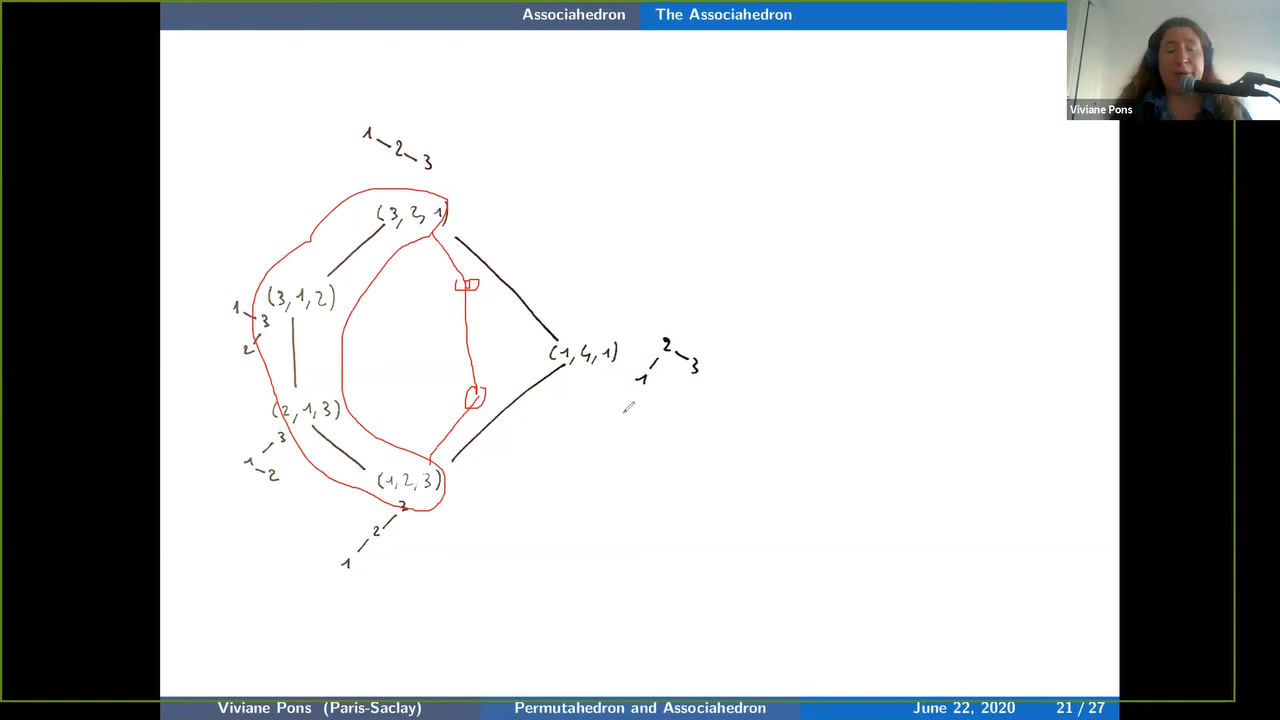 Associahedron The Associahedron
Viviane Pons
1 2 3
(3, 2, 1)
(3, 1, 2)
1 3
2
(1, 4, 1)
2
1 3
(2, 1, 3)
3
1
2
(1, 2, 3)
3
2
1
Viviane Pons (Paris-Saclay) Permutahedron and Associahedron June 22, 2020 21 / 27